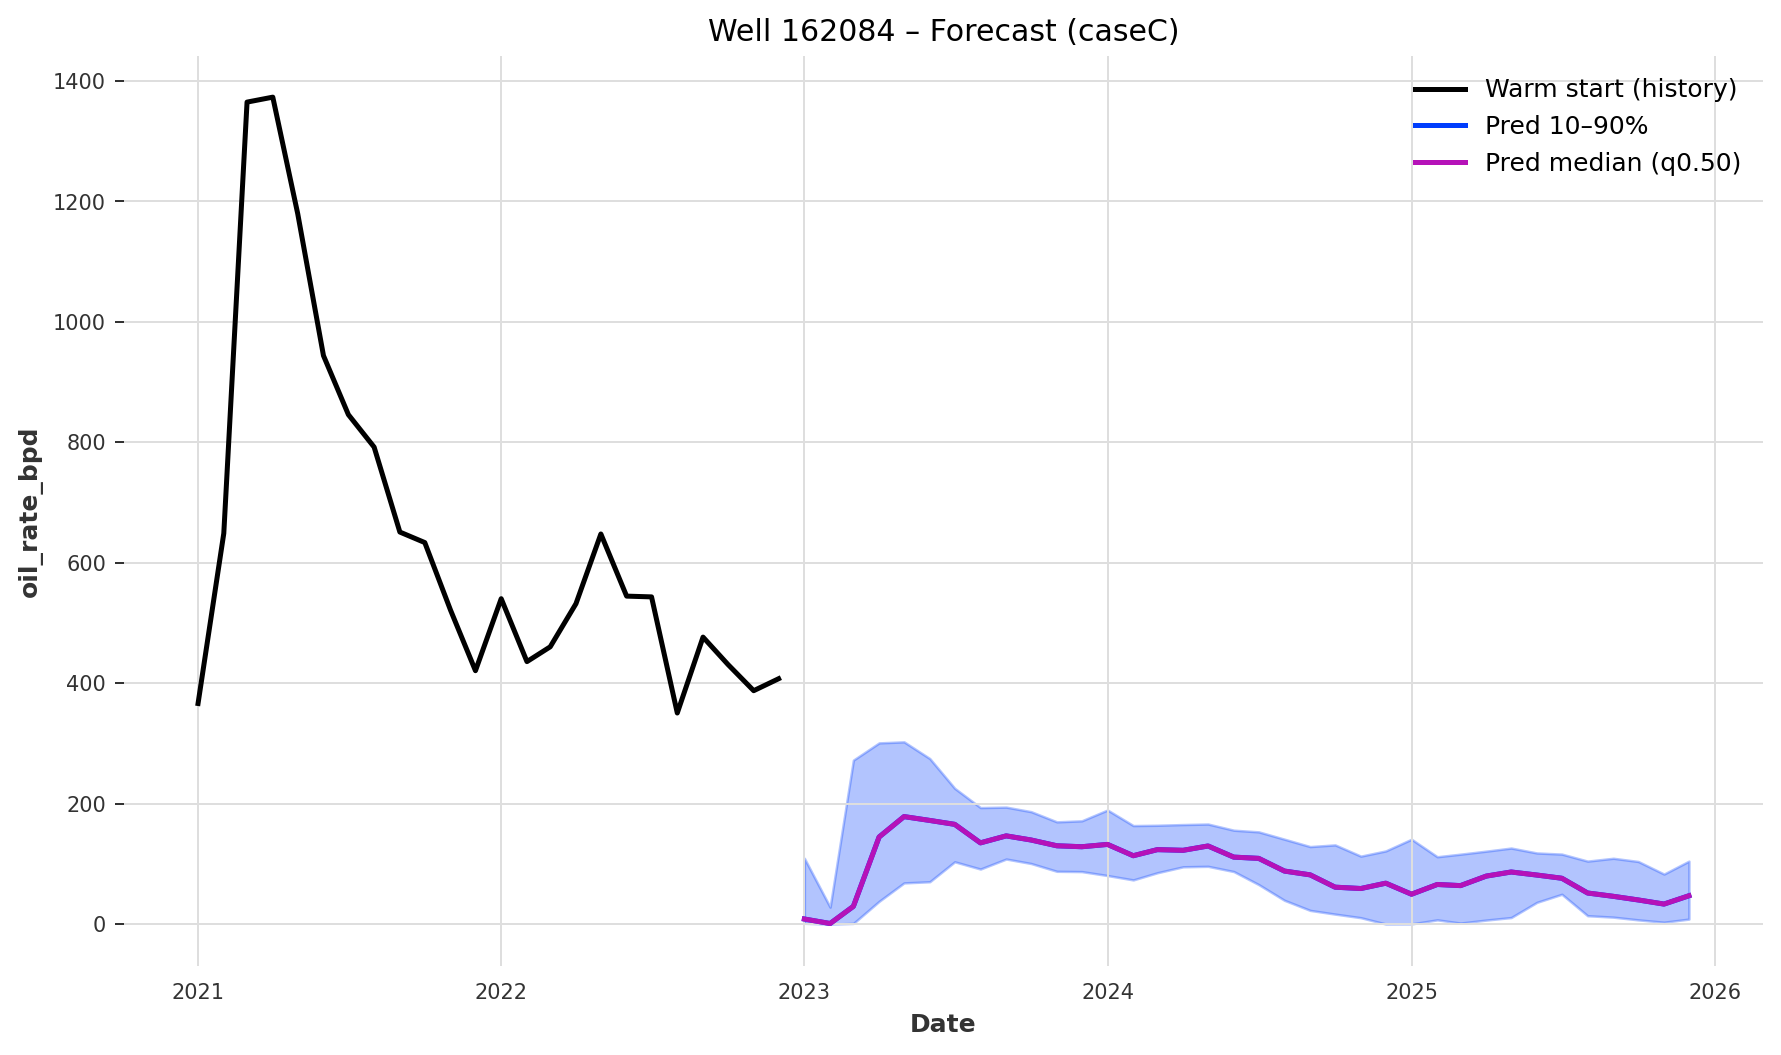 Well 162084 – Forecast (caseC)
Warm start (history)
Pred 10–90%
Pred median (q0.50)
oil_rate_bpd
1400
1200
1000
800
600
400
200
0
2021 2022 2023 2024 2025 2026
Date